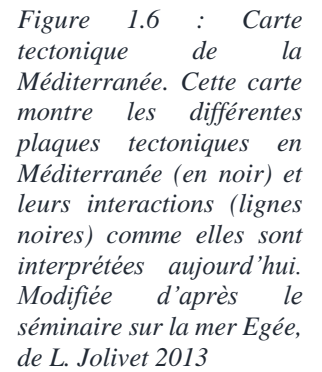 Figure 1.6 : Carte
tectonique de la
Méditerranée. Cette carte
montre les différentes
plaques tectoniques en
Méditerranée (en noir) et
leurs interactions (lignes
noires) comme elles sont
interprétées aujourd’hui.
Modifiée d’après le
séminaire sur la mer Egée,
de L. Jolivet 2013